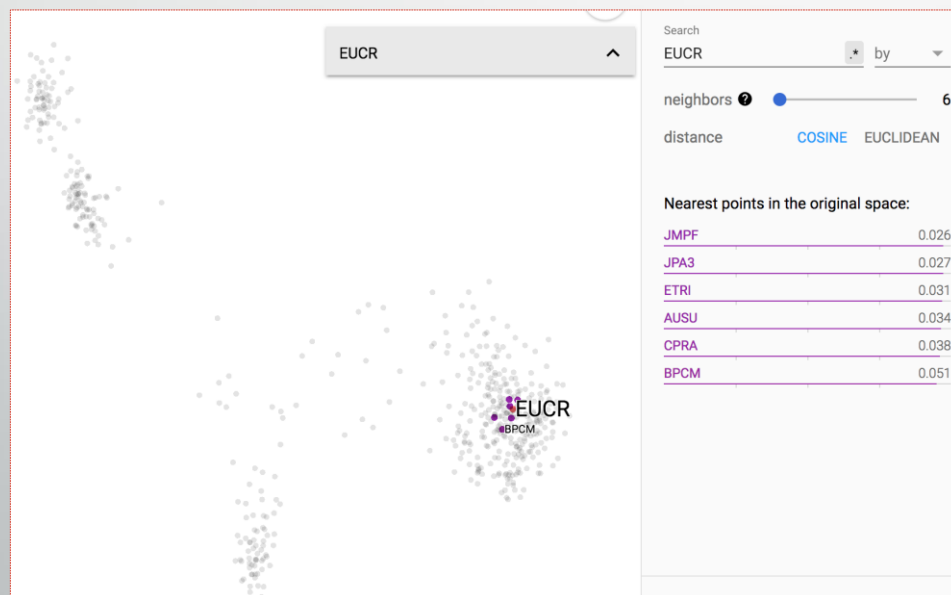 EUCR
EUCR
BPCM
Search
EUCR .* by
neighbors ? 6
distance COSINE EUCLIDEAN
Nearest points in the original space:
JMPF 0.026
JPA3 0.027
ETRI 0.031
AUSU 0.034
CPRA 0.038
BPCM 0.051